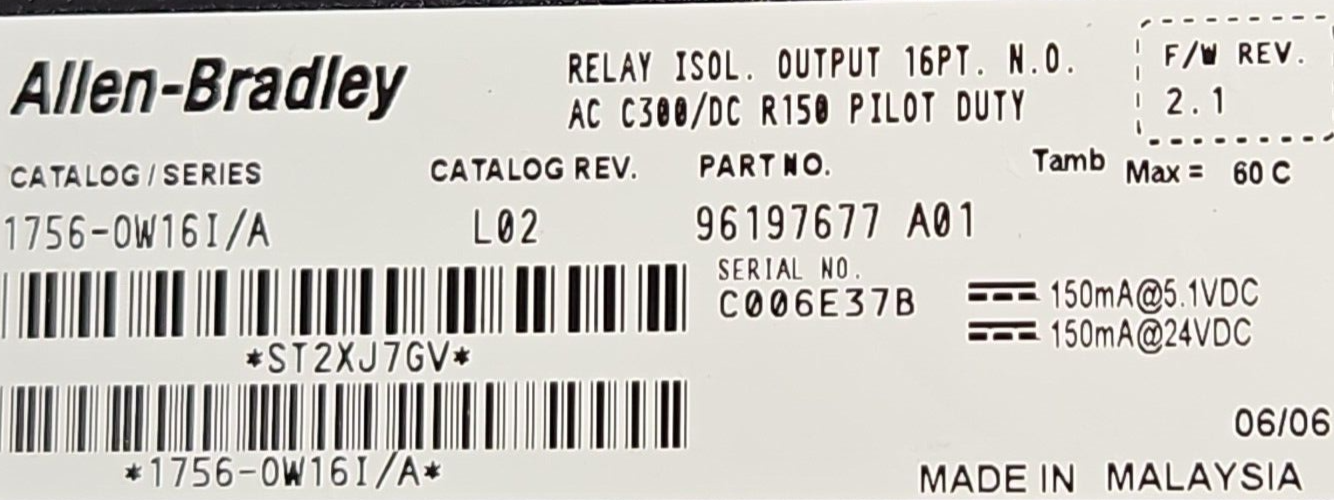 Allen-Bradley
RELAY ISOL. OUTPUT 16PT. N.O.
AC C300/DC R150 PILOT DUTY
F/W REV.
2.1
CATALOG/SERIES
CATALOG REV.
PART NO.
Tamb Max = 60 C
1756-OW16I/A
L02
96197677 A01
SERIAL NO.
C006E37B
150mA@5.1VDC
150mA@24VDC
*ST2XJ7GV*
*1756-OW16I/A*
06/06
MADE IN MALAYSIA